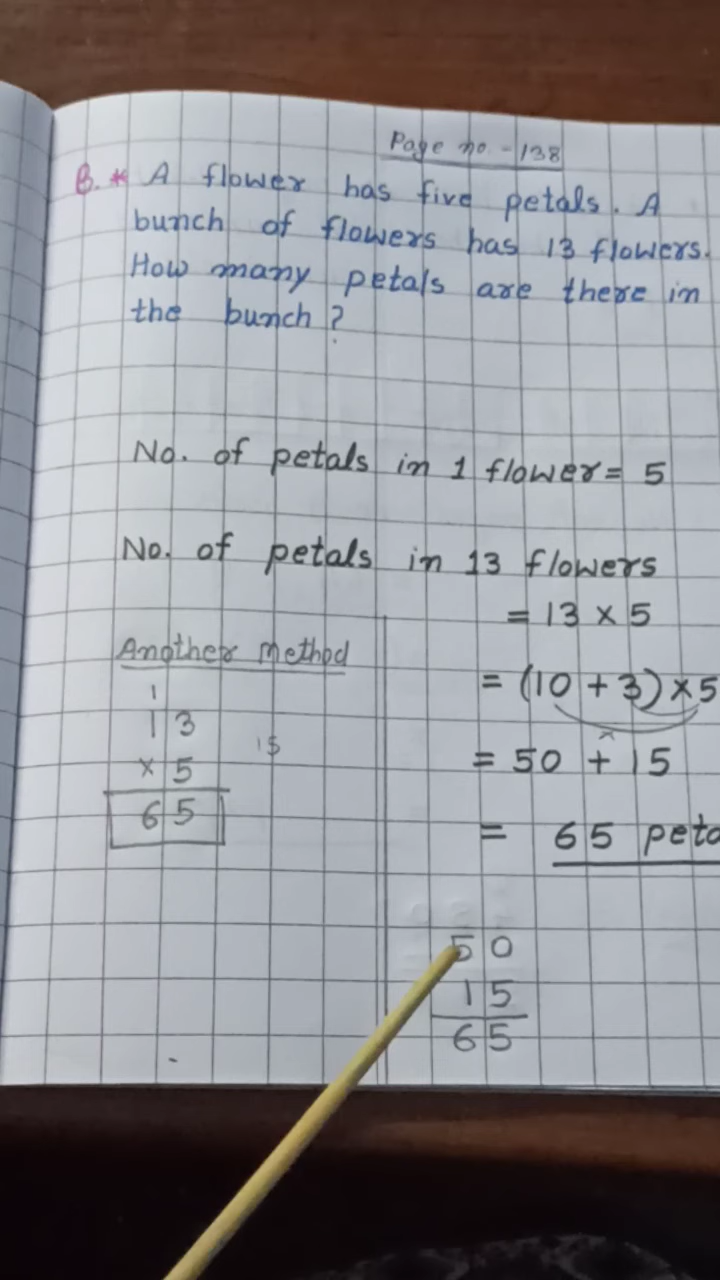 Page no - 138
B. * A flower has five petals. A
bunch of flowers has 13 flowers.
How many petals are there in
the bunch?
No. of petals in 1 flower = 5
No. of petals in 13 flowers
= 13 × 5
= (10 + 3) × 5
= 50 + 15
= 65 peta
Another Method
1
13
× 5
15
65
50
15
65